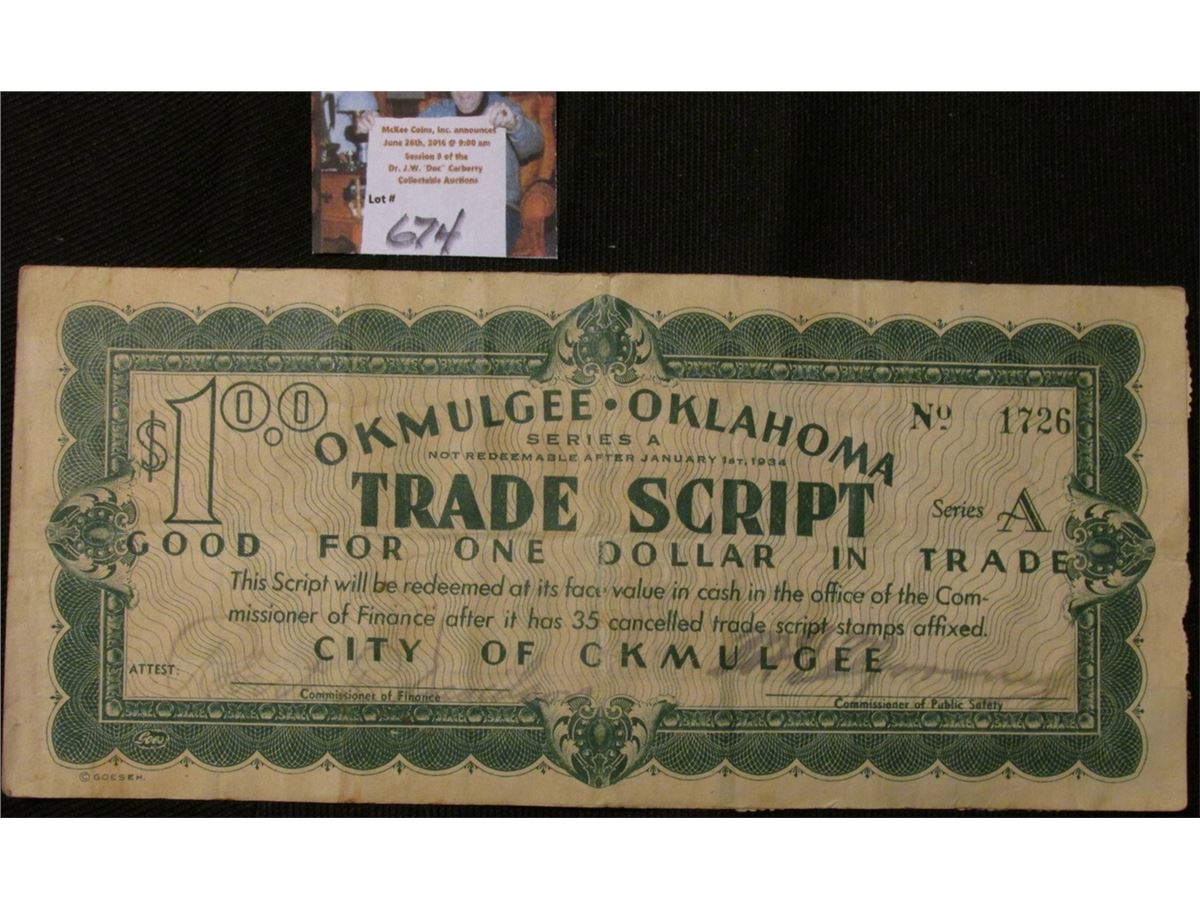 McKee Coins, Inc. announces
June 26th, 2016 @ 9:00 am
Session 8 of the
Dr. J.W. "Doc" Carberry
Collectable Auctions
Lot #
674
$1.00
OKMULGEE • OKLAHOMA
Nº 1726
SERIES A
NOT REDEEMABLE AFTER JANUARY 1ST, 1934
TRADE SCRIPT
Series A
GOOD FOR ONE DOLLAR IN TRADE
This Script will be redeemed at its face value in cash in the office of the Com-
missioner of Finance after it has 35 cancelled trade script stamps affixed.
CITY OF OKMULGEE
ATTEST:
Commissioner of Finance
Commissioner of Public Safety
Goes
© GOES EH.